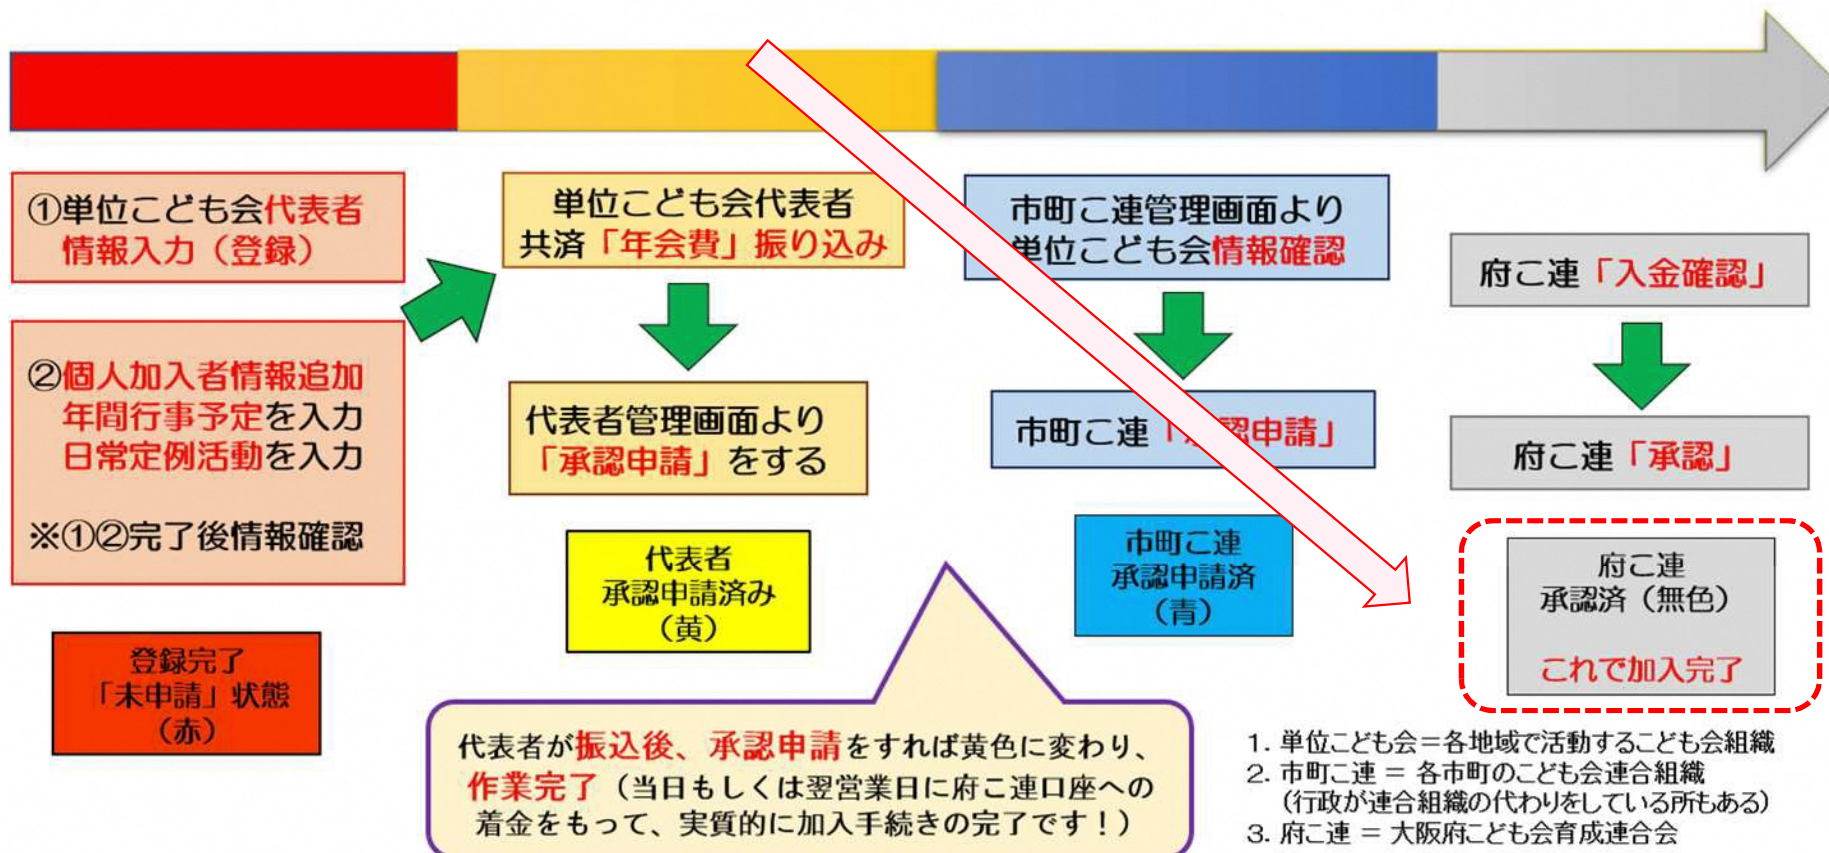 ①単位こども会代表者
情報入力（登録）
②個人加入者情報追加
年間行事予定を入力
日常定例活動を入力
※①②完了後情報確認
登録完了
「未申請」状態
（赤）
単位こども会代表者
共済「年会費」振り込み
代表者管理画面より
「承認申請」をする
代表者
承認申請済み
（黄）
代表者が振込後、承認申請をすれば黄色に変わり、
作業完了（当日もしくは翌営業日に府こ連口座への
着金をもって、実質的に加入手続きの完了です！）
市町こ連管理画面より
単位こども会情報確認
市町こ連「承認申請」
市町こ連
承認申請済
（青）
府こ連「入金確認」
府こ連「承認」
府こ連
承認済（無色）
これで加入完了
1. 単位こども会＝各地域で活動するこども会組織
2. 市町こ連 ＝ 各市町のこども会連合組織
（行政が連合組織の代わりをしている所もある）
3. 府こ連 ＝ 大阪府こども会育成連合会